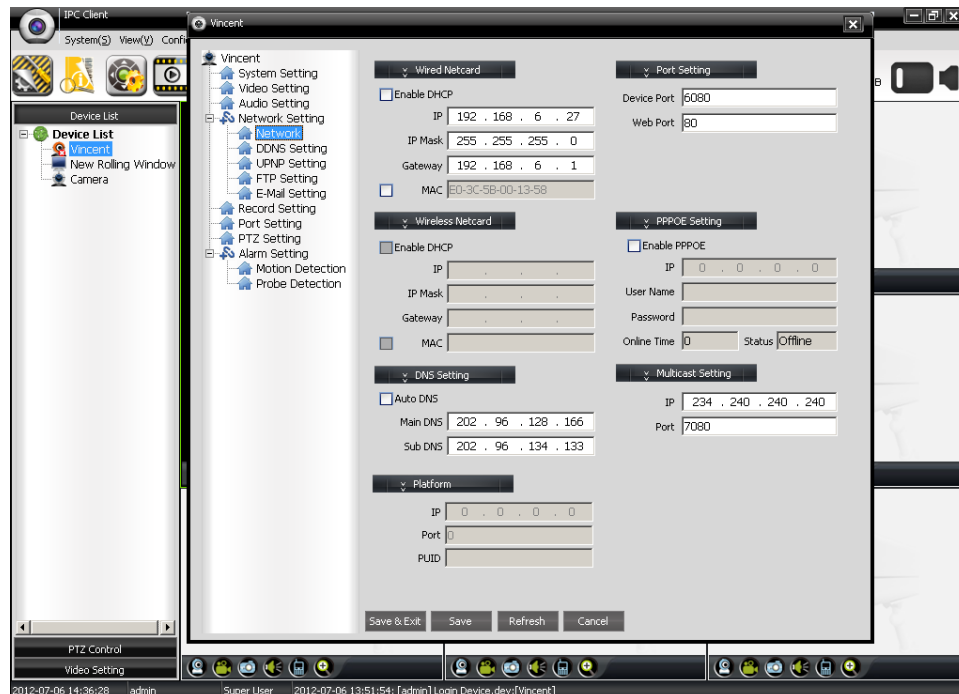 IPC Client
System(S) View(V) Confi
Vincent
Device List
Device List
Vincent
New Rolling Window
Camera
PTZ Control
Video Setting
Vincent
System Setting
Video Setting
Audio Setting
Network Setting
Network
DDNS Setting
UPNP Setting
FTP Setting
E-Mail Setting
Record Setting
Port Setting
PTZ Setting
Alarm Setting
Motion Detection
Probe Detection
Wired Netcard
Enable DHCP
IP 192 . 168 . 6 . 27
IP Mask 255 . 255 . 255 . 0
Gateway 192 . 168 . 6 . 1
MAC E0-3C-5B-00-13-58
Wireless Netcard
Enable DHCP
IP . . .
IP Mask . . .
Gateway . . .
MAC
DNS Setting
Auto DNS
Main DNS 202 . 96 . 128 . 166
Sub DNS 202 . 96 . 134 . 133
Platform
IP 0 . 0 . 0 . 0
Port 0
PUID
Port Setting
Device Port 6080
Web Port 80
PPPOE Setting
Enable PPPOE
IP 0 . 0 . 0 . 0
User Name
Password
Online Time 0 Status Offline
Multicast Setting
IP 234 . 240 . 240 . 240
Port 7080
Save & Exit Save Refresh Cancel
B
2012-07-06 14:36:28 admin Super User 2012-07-06 13:51:54: [admin] Login Device,dev:[Vincent]